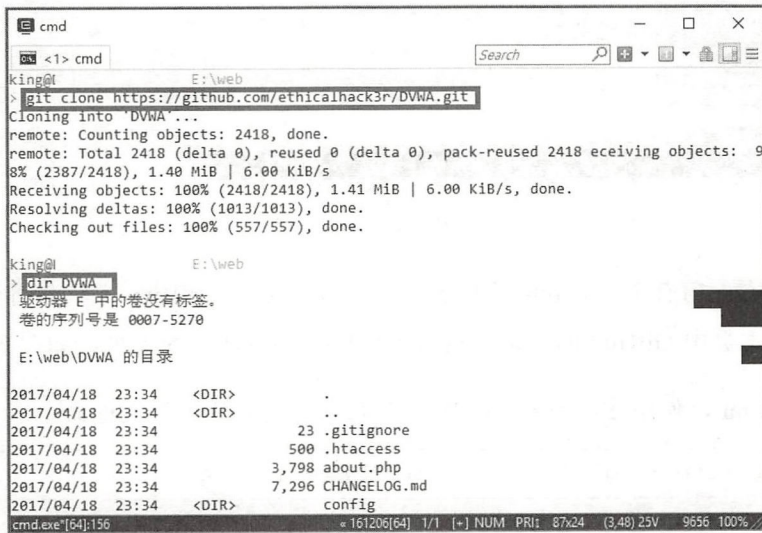 cmd
<1> cmd
Search
king@ E:\web
> git clone https://github.com/ethicalhack3r/DVWA.git
Cloning into 'DVWA'...
remote: Counting objects: 2418, done.
remote: Total 2418 (delta 0), reused 0 (delta 0), pack-reused 2418 eceiving objects:  9
8% (2387/2418), 1.40 MiB | 6.00 KiB/s
Receiving objects: 100% (2418/2418), 1.41 MiB | 6.00 KiB/s, done.
Resolving deltas: 100% (1013/1013), done.
Checking out files: 100% (557/557), done.
king@ E:\web
> dir DVWA
驱动器 E 中的卷没有标签。
卷的序列号是 0007-5270
E:\web\DVWA 的目录
2017/04/18  23:34    <DIR>          .
2017/04/18  23:34    <DIR>          ..
2017/04/18  23:34                23 .gitignore
2017/04/18  23:34               500 .htaccess
2017/04/18  23:34             3,798 about.php
2017/04/18  23:34             7,296 CHANGELOG.md
2017/04/18  23:34    <DIR>          config
cmd.exe*[64]:156 « 161206[64] 1/1 [+] NUM PRI: 87x24 (3,48) 25V 9656 100%